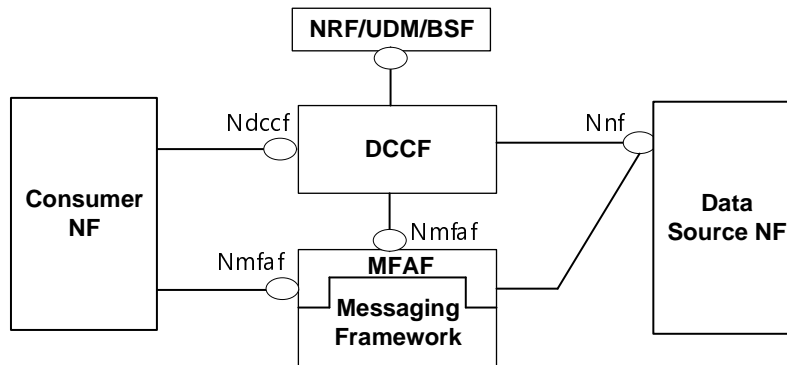 NRF/UDM/BSF
Ndccf
Nnf
DCCF
Consumer
NF
Data
Source NF
Nmfaf
Nmfaf
MFAF
Messaging
Framework